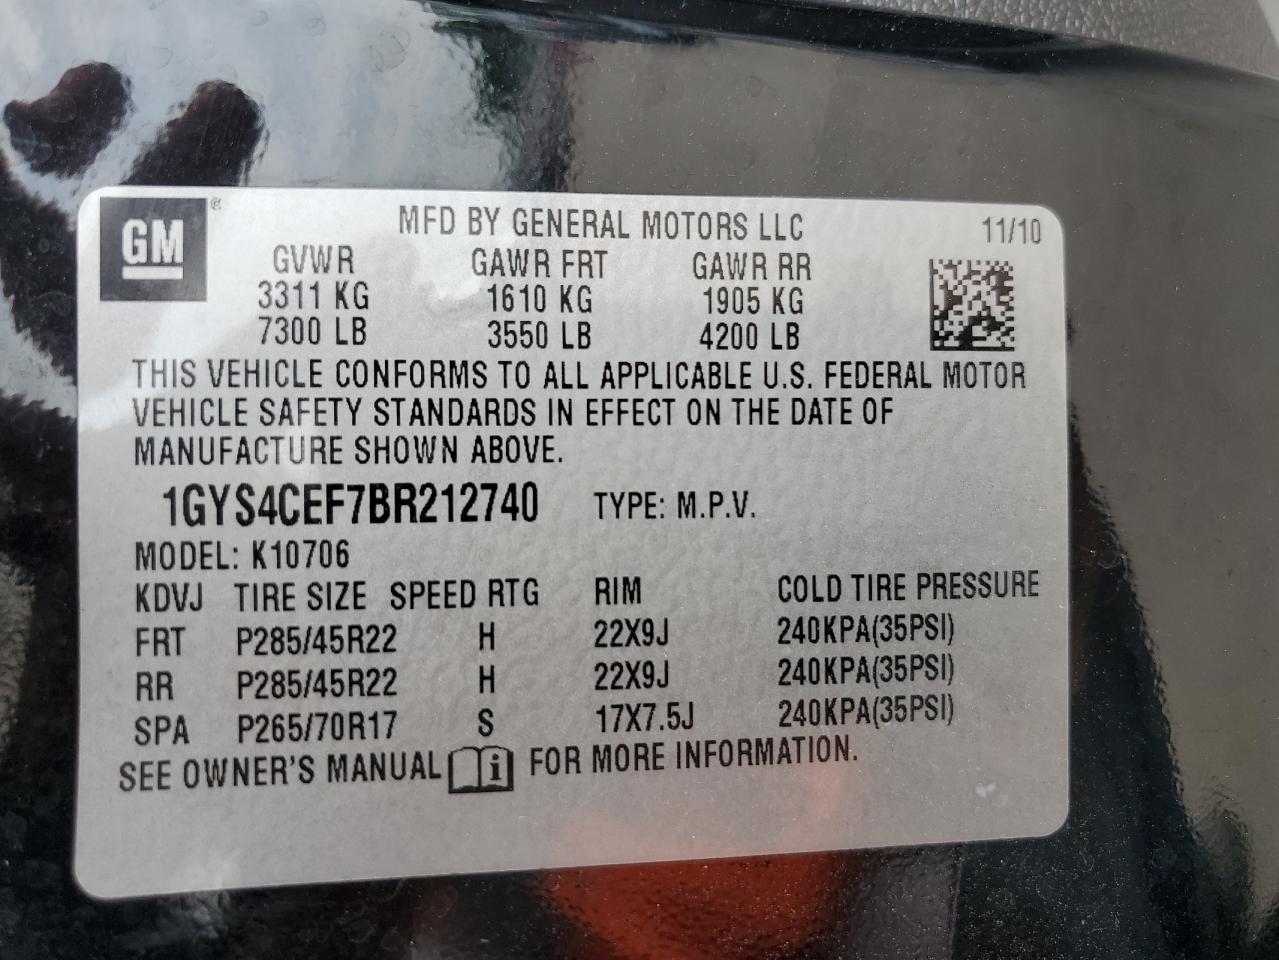 GM ®
MFD BY GENERAL MOTORS LLC 11/10
GVWR GAWR FRT GAWR RR
3311 KG 1610 KG 1905 KG
7300 LB 3550 LB 4200 LB
THIS VEHICLE CONFORMS TO ALL APPLICABLE U.S. FEDERAL MOTOR
VEHICLE SAFETY STANDARDS IN EFFECT ON THE DATE OF
MANUFACTURE SHOWN ABOVE.
1GYS4CEF7BR212740 TYPE: M.P.V.
MODEL: K10706
KDVJ TIRE SIZE SPEED RTG RIM COLD TIRE PRESSURE
FRT P285/45R22 H 22X9J 240KPA(35PSI)
RR P285/45R22 H 22X9J 240KPA(35PSI)
SPA P265/70R17 S 17X7.5J 240KPA(35PSI)
SEE OWNER'S MANUAL i FOR MORE INFORMATION.